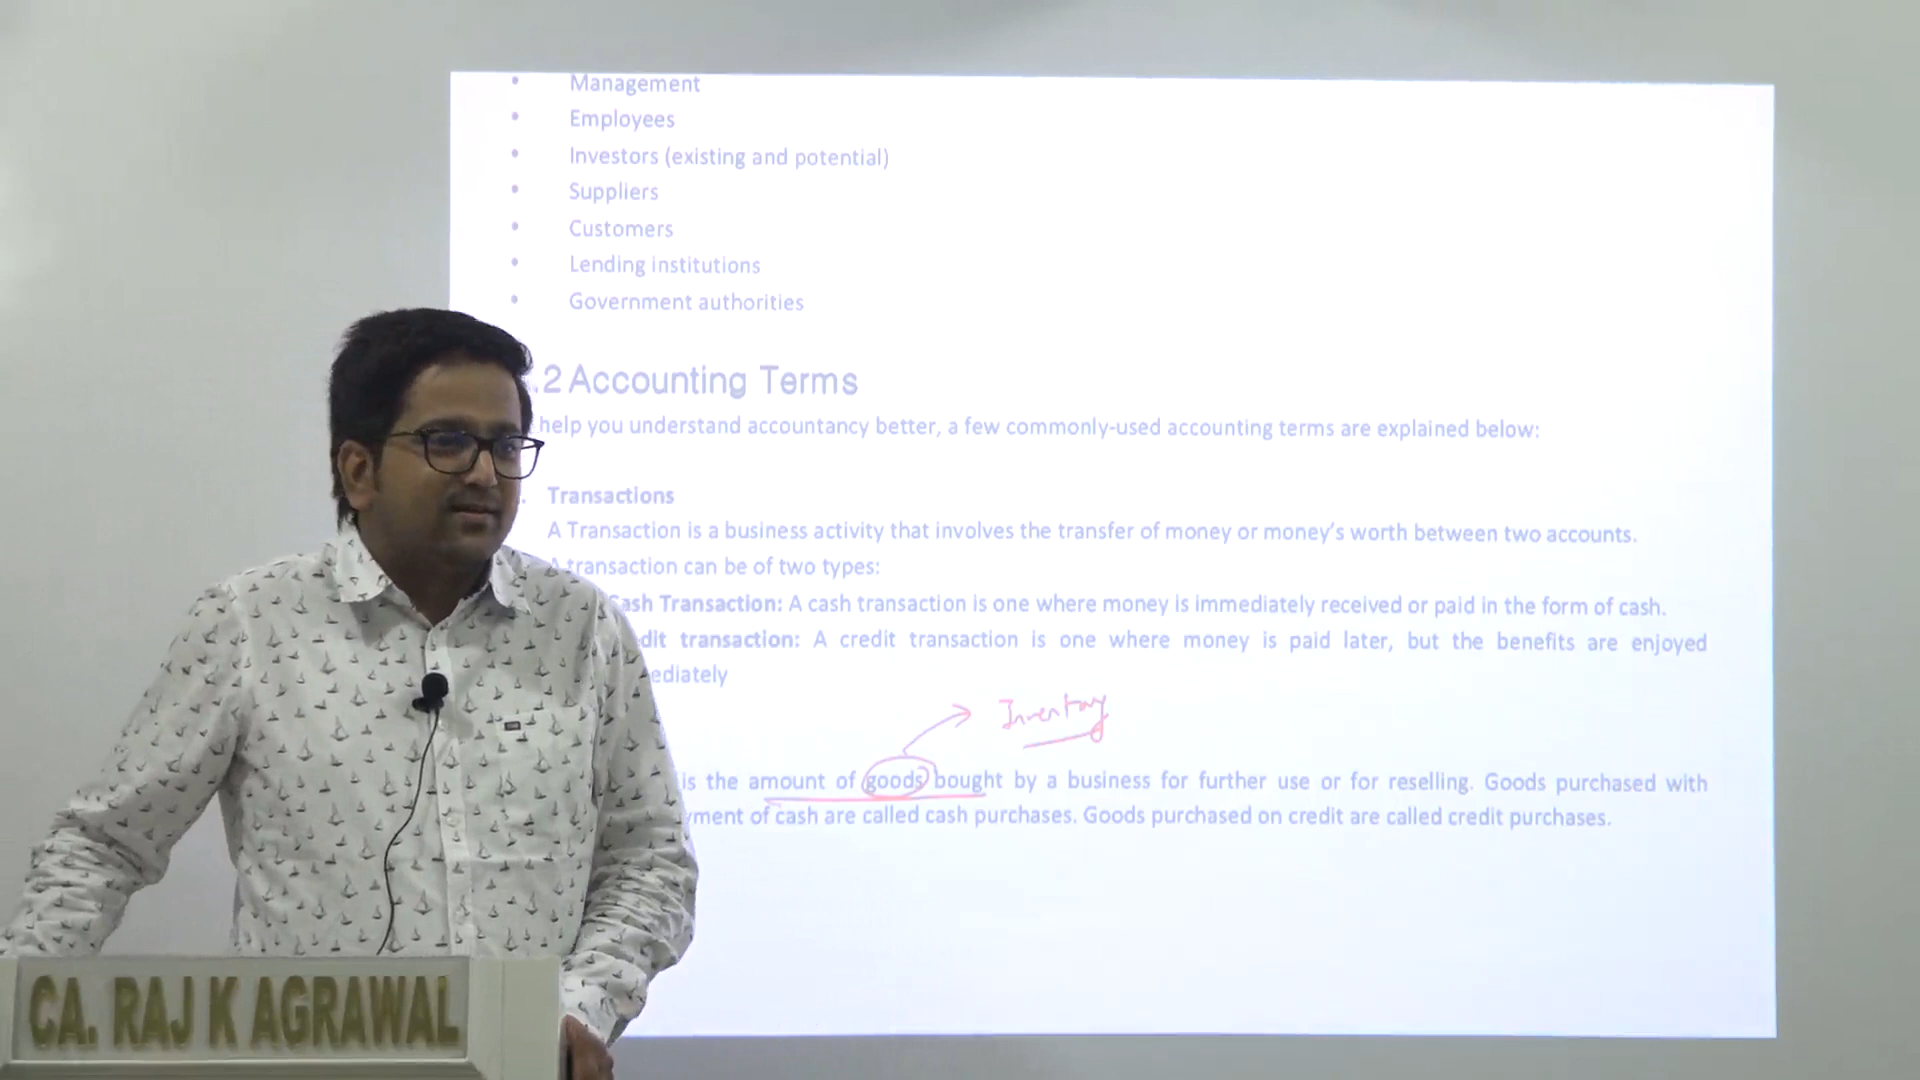 • Management
• Employees
• Investors (existing and potential)
• Suppliers
• Customers
• Lending institutions
• Government authorities
.2 Accounting Terms
help you understand accountancy better, a few commonly-used accounting terms are explained below:
. Transactions
A Transaction is a business activity that involves the transfer of money or money's worth between two accounts.
A transaction can be of two types:
ash Transaction: A cash transaction is one where money is immediately received or paid in the form of cash.
dit transaction: A credit transaction is one where money is paid later, but the benefits are enjoyed
ediately
Inventory
is the amount of goods bought by a business for further use or for reselling. Goods purchased with
yment of cash are called cash purchases. Goods purchased on credit are called credit purchases.
CA. RAJ K AGRAWAL